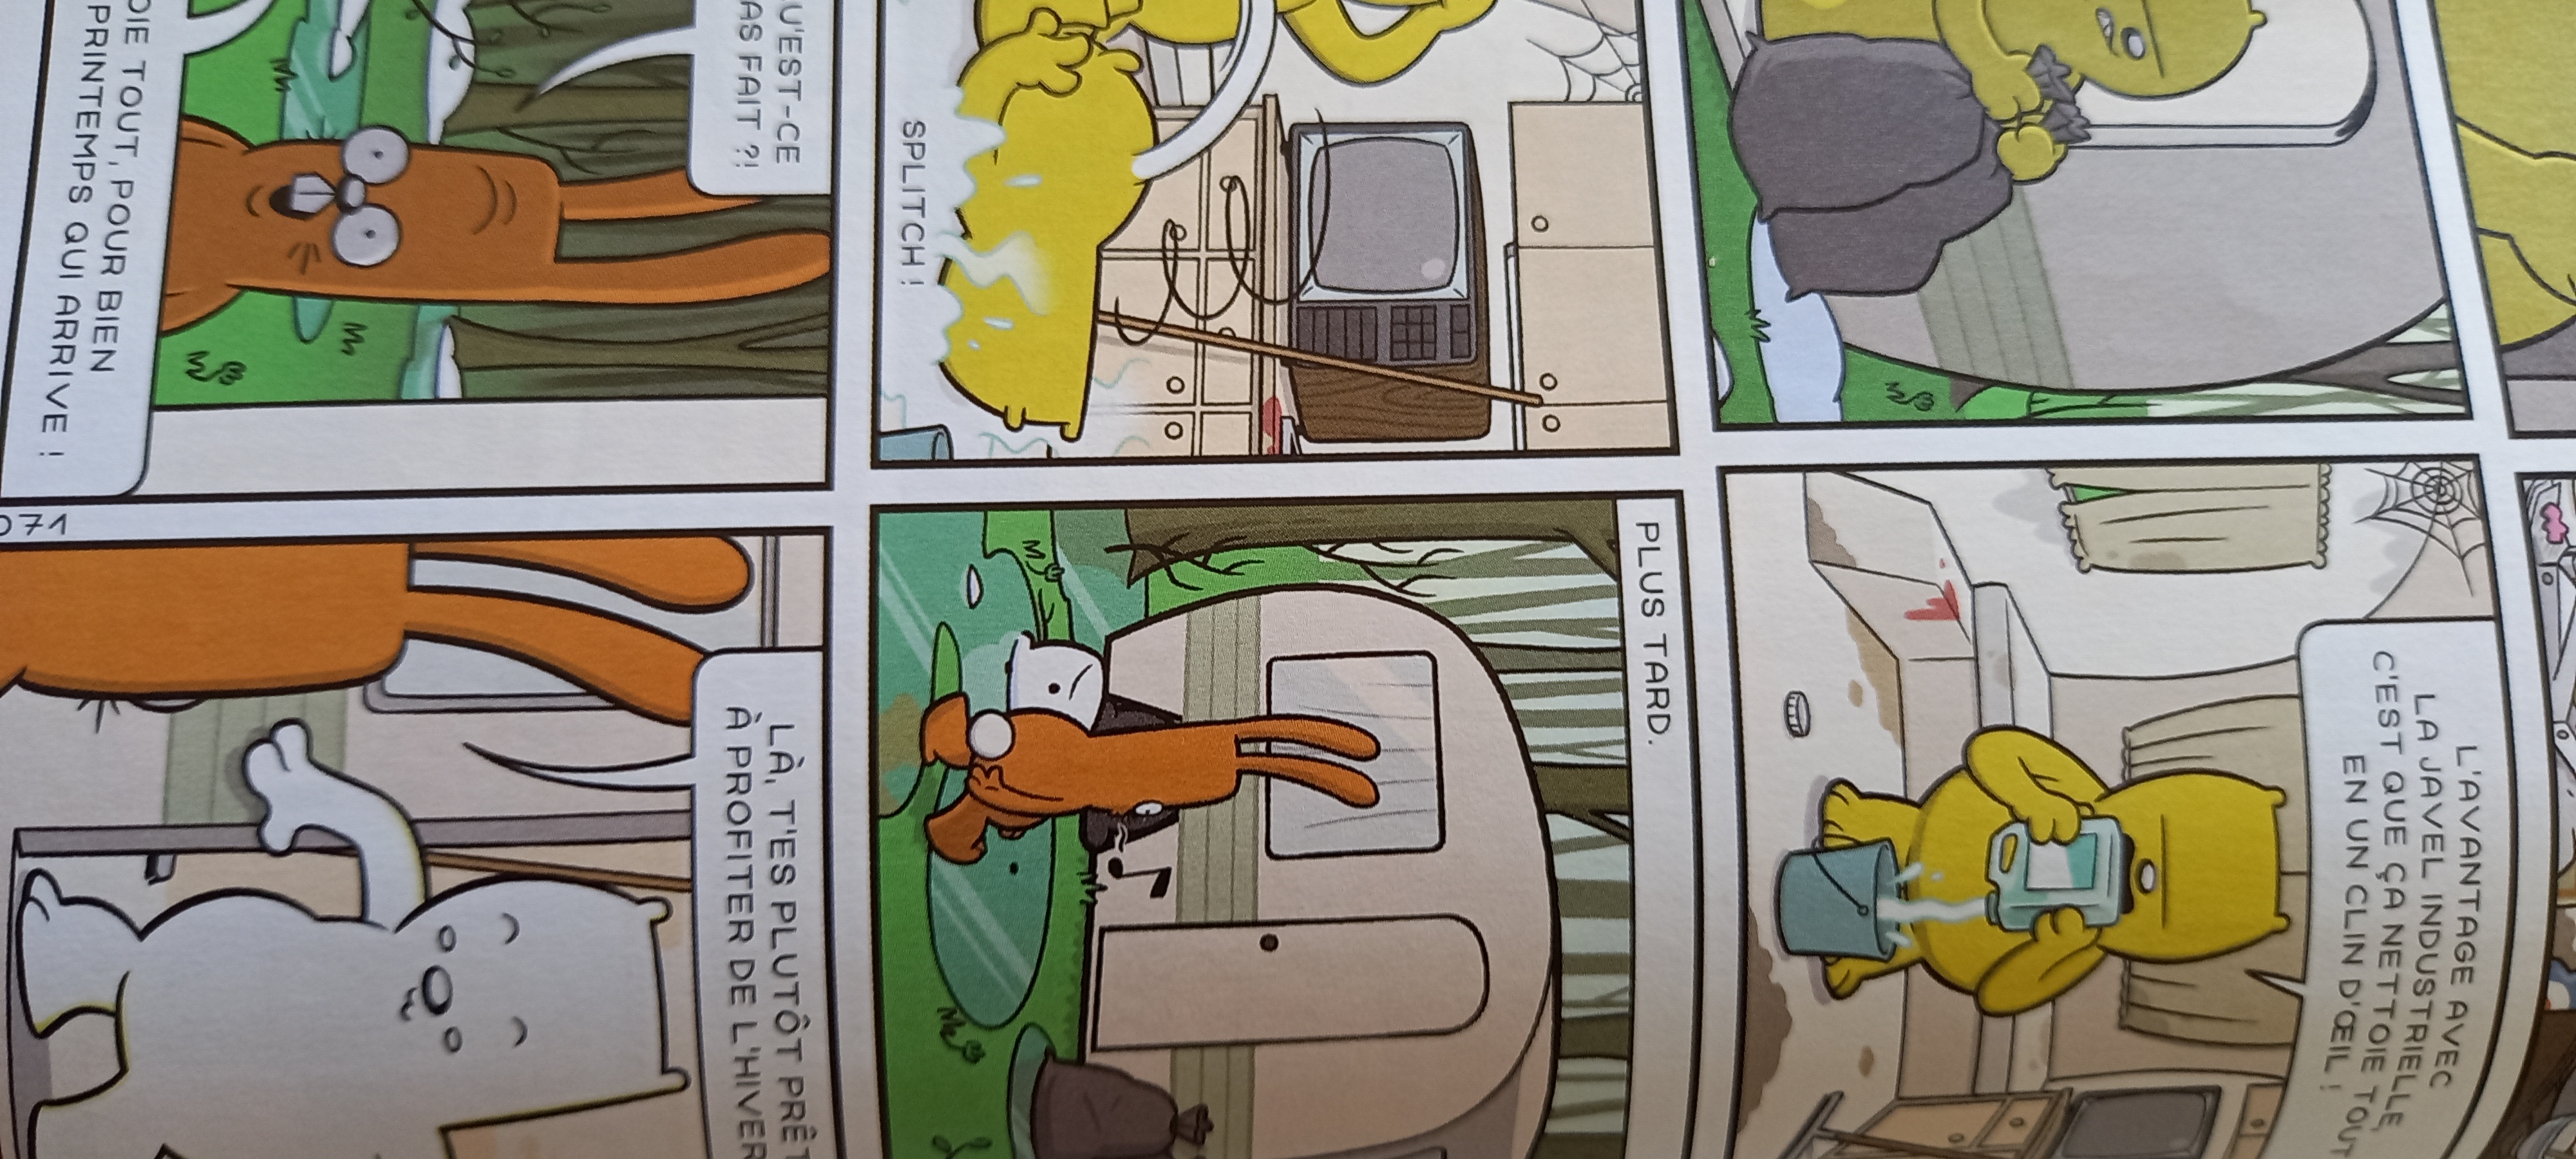 L'AVANTAGE AVEC
LA JAVEL INDUSTRIELLE,
C'EST QUE ÇA NETTOIE TOUT
EN UN CLIN D'ŒIL !
SPLITCH !
PLUS TARD.
U'EST-CE
AS FAIT ?!
OIE TOUT, POUR BIEN
PRINTEMPS QUI ARRIVE !
LÀ, T'ES PLUTÔT PRÊT
À PROFITER DE L'HIVER